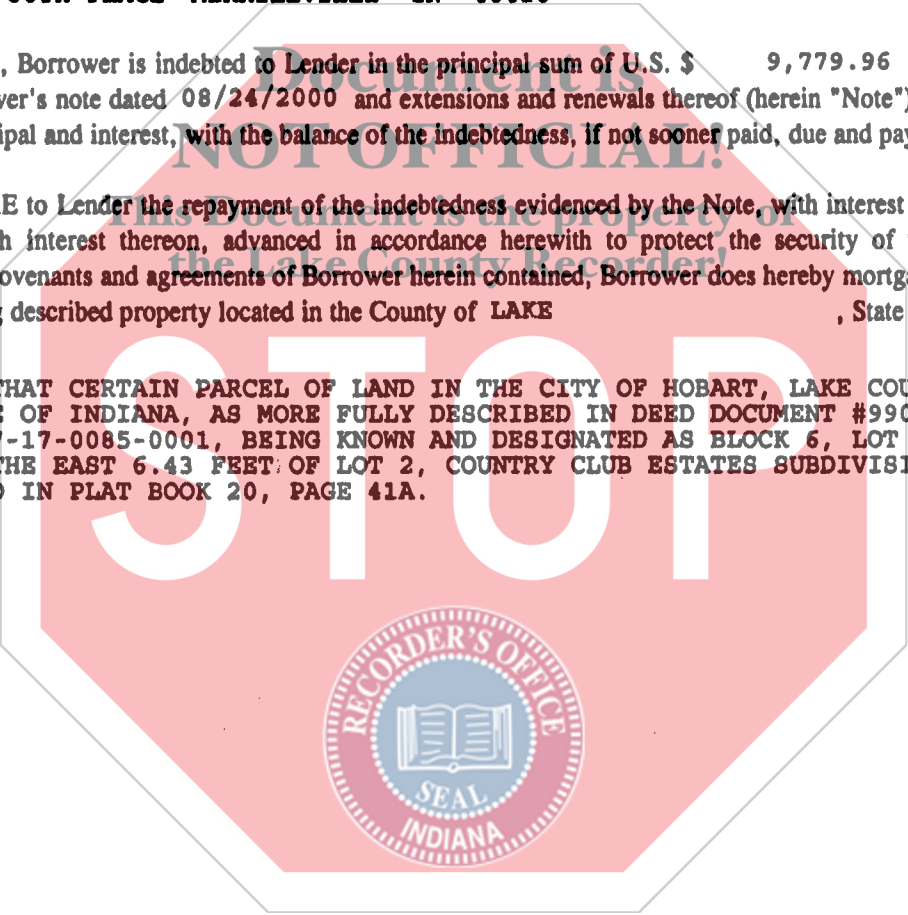 , Borrower is indebted to Lender in the principal sum of U.S. $ 9,779.96
ver's note dated 08/24/2000 and extensions and renewals thereof (herein "Note")
ipal and interest, with the balance of the indebtedness, if not sooner paid, due and pay
E to Lender the repayment of the indebtedness evidenced by the Note, with interest
h interest thereon, advanced in accordance herewith to protect the security of
ovenants and agreements of Borrower herein contained, Borrower does hereby mortga
described property located in the County of LAKE , State
THAT CERTAIN PARCEL OF LAND IN THE CITY OF HOBART, LAKE COU
OF INDIANA, AS MORE FULLY DESCRIBED IN DEED DOCUMENT #990
-17-0085-0001, BEING KNOWN AND DESIGNATED AS BLOCK 6, LOT
THE EAST 6.43 FEET OF LOT 2, COUNTRY CLUB ESTATES SUBDIVISI
IN PLAT BOOK 20, PAGE 41A.
Document is
NOT OFFICIAL!
This Document is the property of
the Lake County Recorder!
STOP
RECORDER'S OFFICE
SEAL
INDIANA